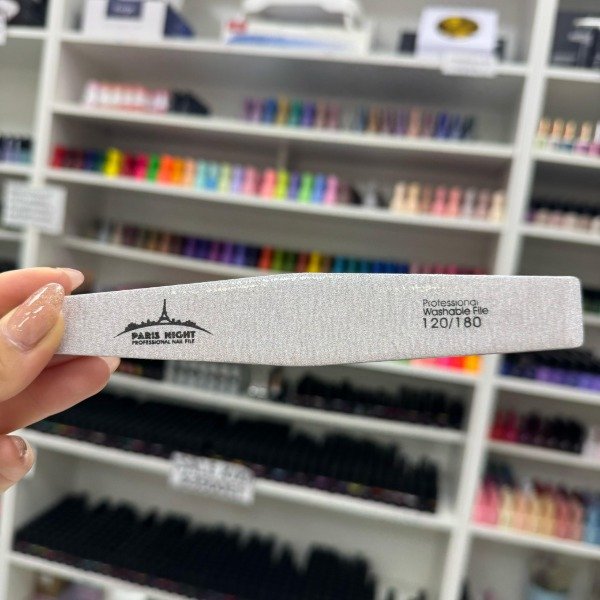 PARIS NIGHT
PROFESSIONAL NAIL FILE
Professional
Washable File
120/180